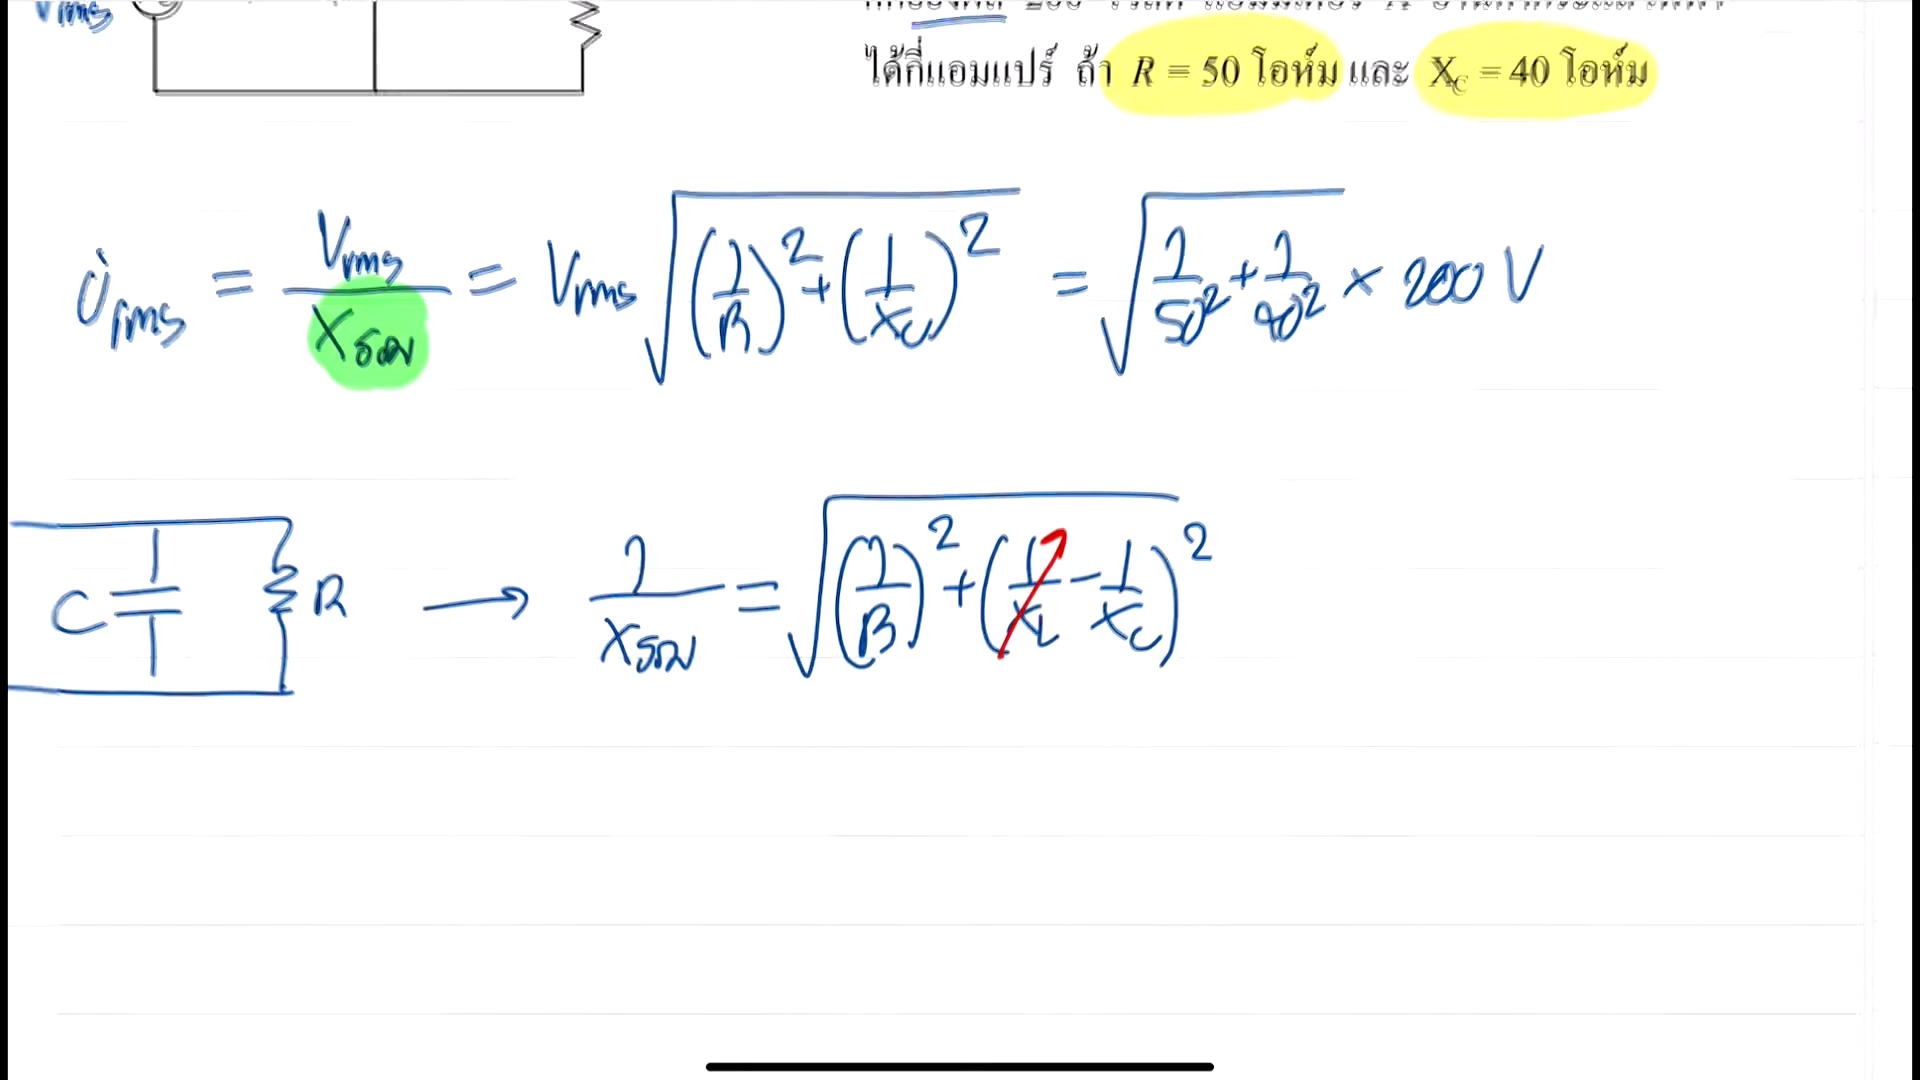 Vrms
ได้กี่แอมแปร์ ถ้า R = 50 โอห์ม และ X_C = 40 โอห์ม
i_rms = V_rms / X_รวม = V_rms √((1/R)² + (1/X_C)²) = √(1/50² + 1/40²) × 200 V
C R → 1/X_รวม = √((1/R)² + (1/X_L − 1/X_C)²)